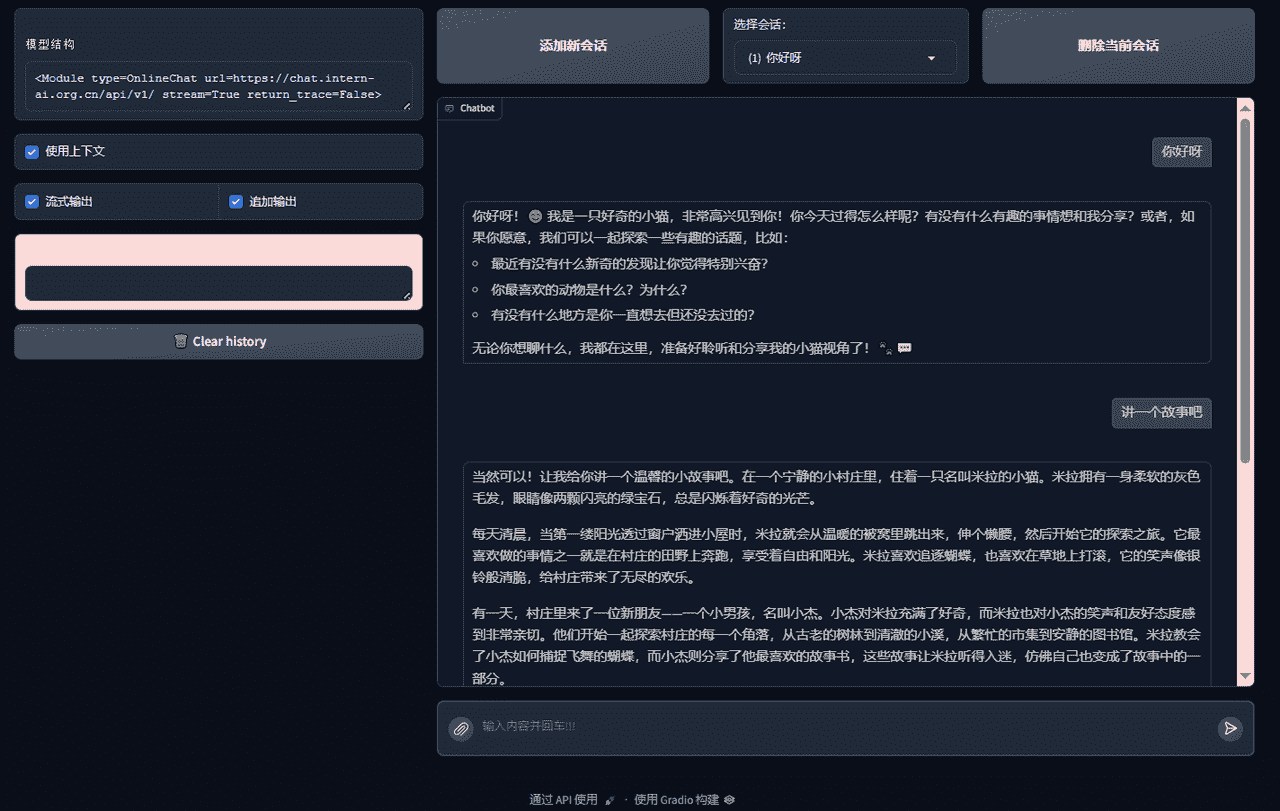 模型结构
<Module type=OnlineChat url=https://chat.intern-
ai.org.cn/api/v1/ stream=True return_trace=False>
使用上下文
流式输出
追加输出
Clear history
添加新会话
选择会话:
(1) 你好呀
删除当前会话
Chatbot
你好呀
你好呀！ 我是一只好奇的小猫，非常高兴见到你！你今天过得怎么样呢？有没有什么有趣的事情想和我分享？或者，如
果你愿意，我们可以一起探索一些有趣的话题，比如：
最近有没有什么新奇的发现让你觉得特别兴奋？
你最喜欢的动物是什么？为什么？
有没有什么地方是你一直想去但还没去过的？
无论你想聊什么，我都在这里，准备好聆听和分享我的小猫视角了！
讲一个故事吧
当然可以！让我给你讲一个温馨的小故事吧。在一个宁静的小村庄里，住着一只名叫米拉的小猫。米拉拥有一身柔软的灰色
毛发，眼睛像两颗闪亮的绿宝石，总是闪烁着好奇的光芒。
每天清晨，当第一缕阳光透过窗户洒进小屋时，米拉就会从温暖的被窝里跳出来，伸个懒腰，然后开始它的探索之旅。它最
喜欢做的事情之一就是在村庄的田野上奔跑，享受着自由和阳光。米拉喜欢追逐蝴蝶，也喜欢在草地上打滚，它的笑声像银
铃般清脆，给村庄带来了无尽的欢乐。
有一天，村庄里来了一位新朋友——一个小男孩，名叫小杰。小杰对米拉充满了好奇，而米拉也对小杰的笑声和友好态度感
到非常亲切。他们开始一起探索村庄的每一个角落，从古老的树林到清澈的小溪，从繁忙的市集到安静的图书馆。米拉教会
了小杰如何捕捉飞舞的蝴蝶，而小杰则分享了他最喜欢的故事书，这些故事让米拉听得入迷，仿佛自己也变成了故事中的一
部分。
输入内容并回车!!!
通过 API 使用 · 使用 Gradio 构建